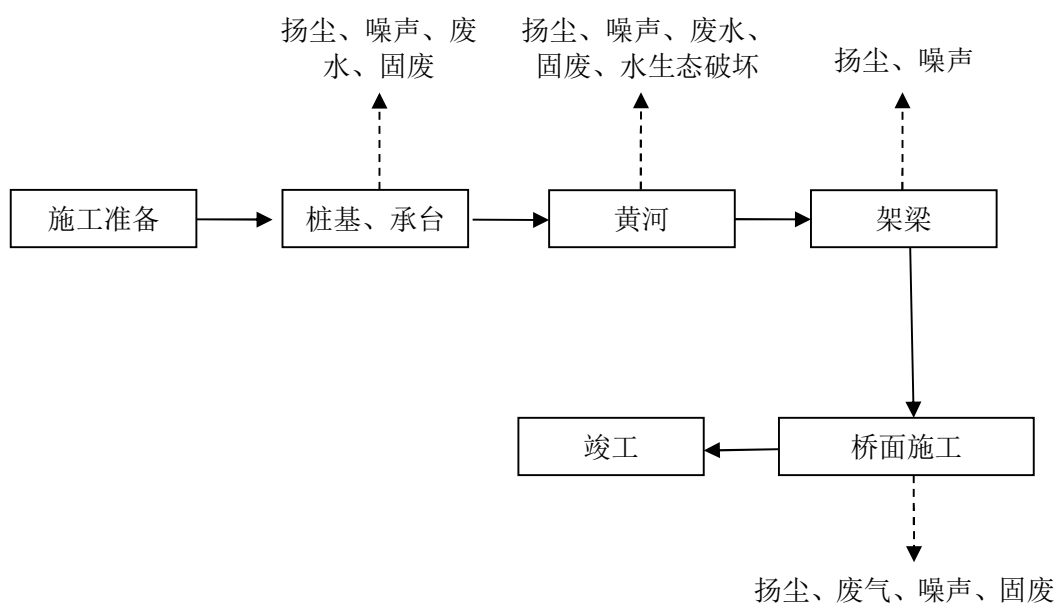 扬尘、噪声、废
水、固废
扬尘、噪声、废水、
固废、水生态破坏
扬尘、噪声
施工准备
桩基、承台
黄河
架梁
竣工
桥面施工
扬尘、废气、噪声、固废